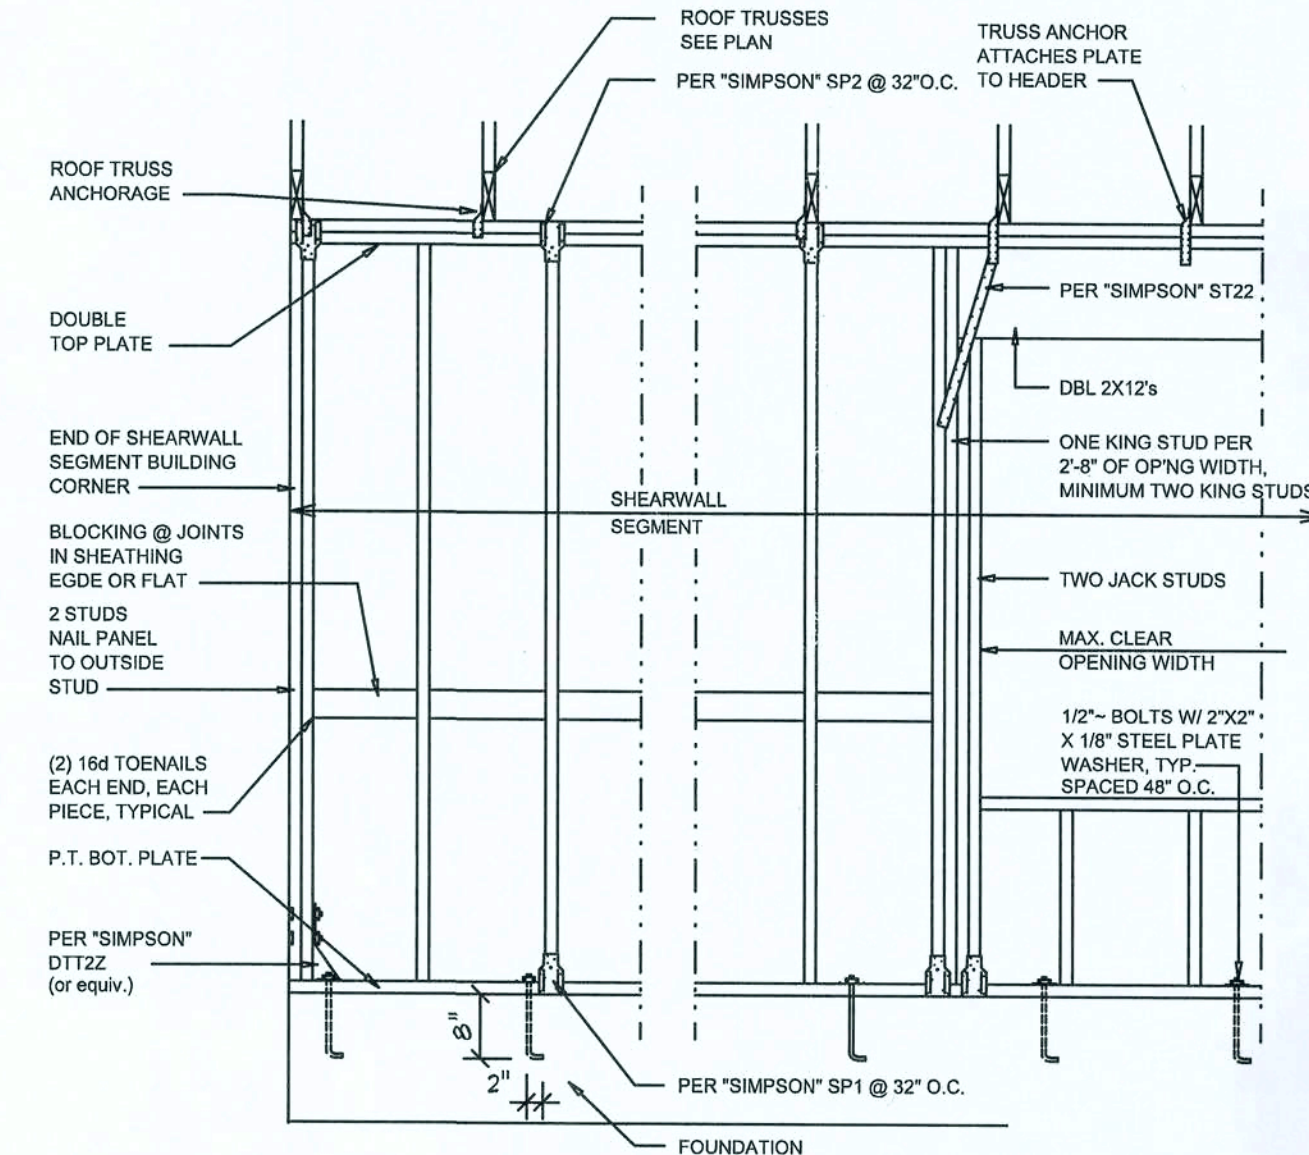 ROOF TRUSSES
SEE PLAN
TRUSS ANCHOR
ATTACHES PLATE
TO HEADER
PER "SIMPSON" SP2 @ 32"O.C.
ROOF TRUSS
ANCHORAGE
PER "SIMPSON" ST22
DOUBLE
TOP PLATE
DBL 2X12's
END OF SHEARWALL
SEGMENT BUILDING
CORNER
ONE KING STUD PER
2'-8" OF OP'NG WIDTH,
MINIMUM TWO KING STUDS
SHEARWALL
SEGMENT
BLOCKING @ JOINTS
IN SHEATHING
EGDE OR FLAT
TWO JACK STUDS
2 STUDS
NAIL PANEL
TO OUTSIDE
STUD
MAX. CLEAR
OPENING WIDTH
1/2"~ BOLTS W/ 2"X2"
X 1/8" STEEL PLATE
WASHER, TYP.
SPACED 48" O.C.
(2) 16d TOENAILS
EACH END, EACH
PIECE, TYPICAL
P.T. BOT. PLATE
PER "SIMPSON"
DTT2Z
(or equiv.)
8"
2"
PER "SIMPSON" SP1 @ 32" O.C.
FOUNDATION